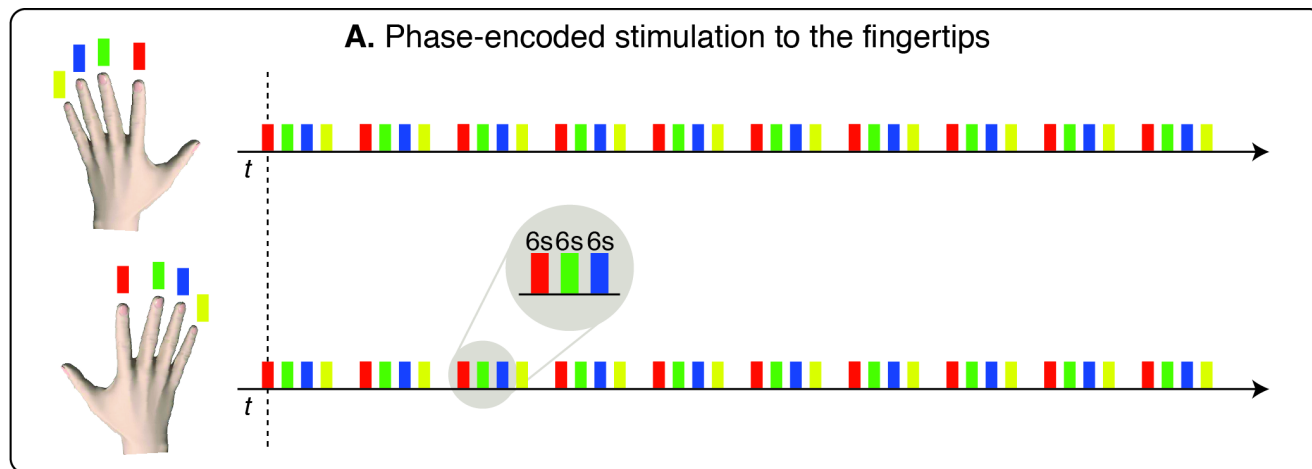 A. Phase-encoded stimulation to the fingertips
t
6s 6s 6s
t